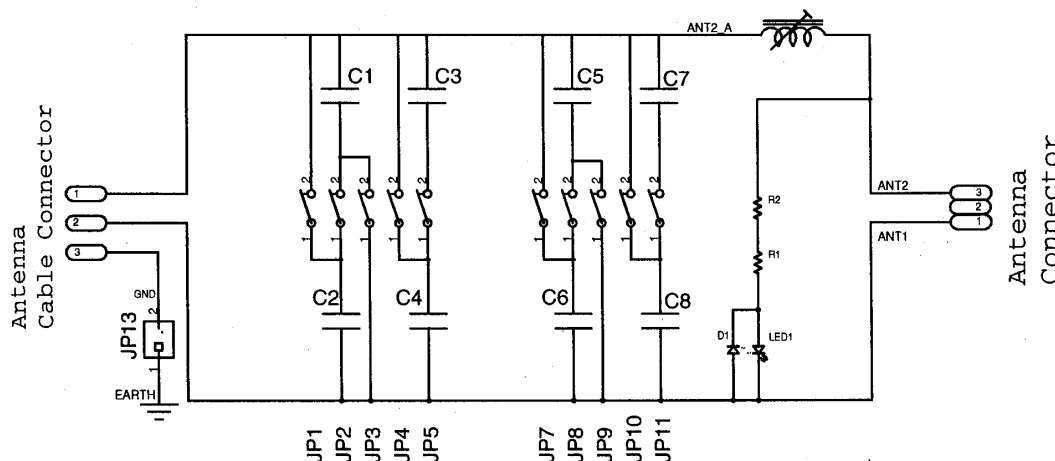 ANT2_A
C1
C3
C5
C7
Antenna
Cable Connector
1
2
3
2
2
2
2
2
2
2
2
2
2
1
1
1
1
1
1
1
1
1
1
R2
R1
ANT2
ANT1
3
2
1
Antenna
Connector
GND
2
JP13
1
EARTH
C2
C4
C6
C8
D1
LED1
JP1
JP2
JP3
JP4
JP5
JP7
JP8
JP9
JP10
JP11